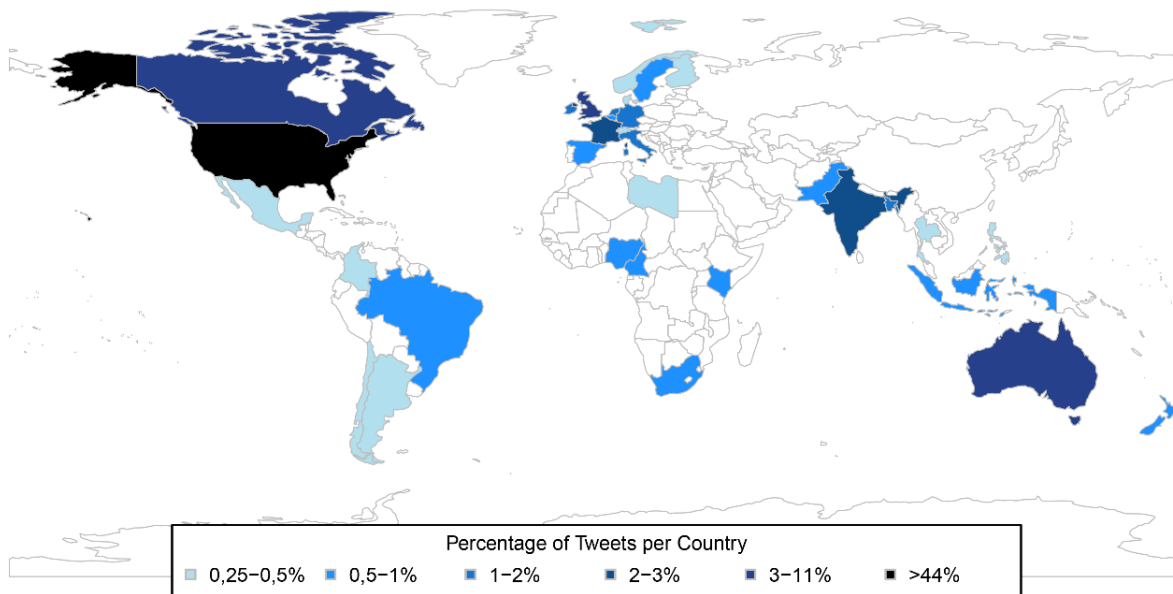 Percentage of Tweets per Country
0,25−0,5% 0,5−1% 1−2% 2−3% 3−11% >44%